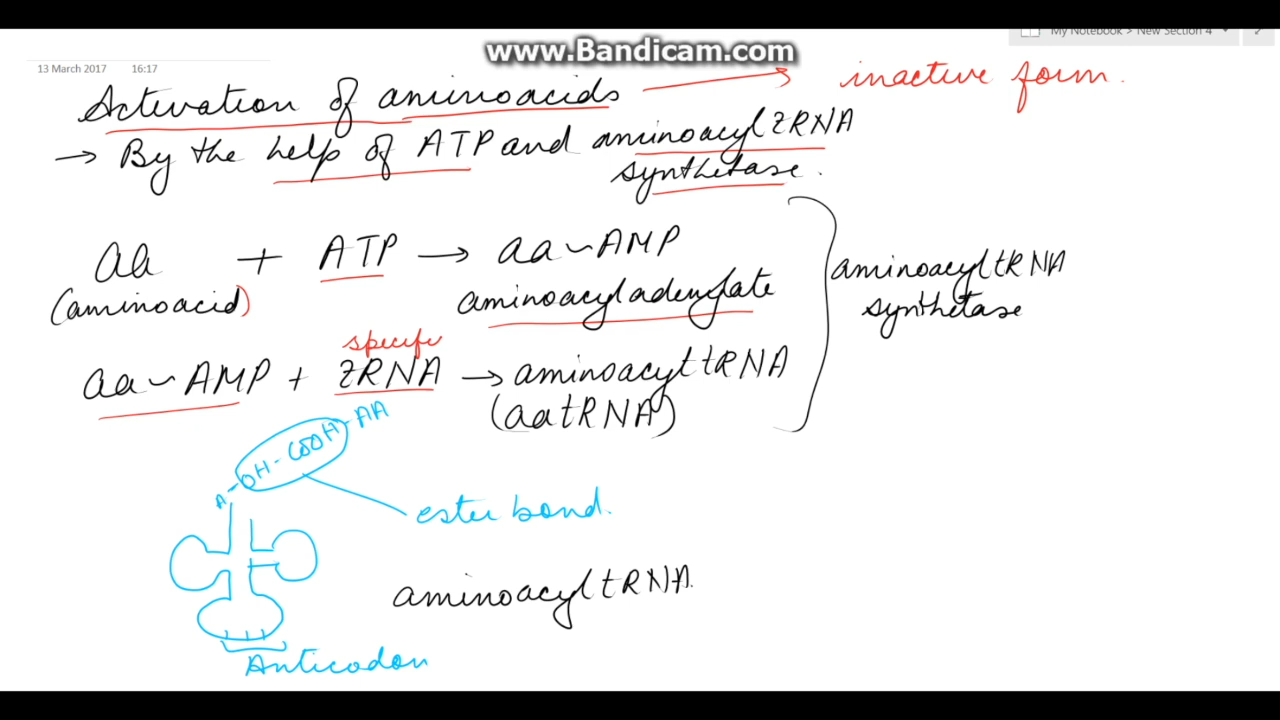 www.Bandicam.com
My Notebook > New Section 4
13 March 2017 16:17
Activation of aminoacids → inactive form.
→ By the help of ATP and aminoacyl tRNA
synthetase.
aa + ATP → aa~AMP
(aminoacid) aminoacyladenylate
aminoacyl tRNA
synthetase
specific
aa~AMP + tRNA → aminoacyt tRNA
(aatRNA)
A-OH-COOH-AA
ester bond.
aminoacyl tRNA.
Anticodon